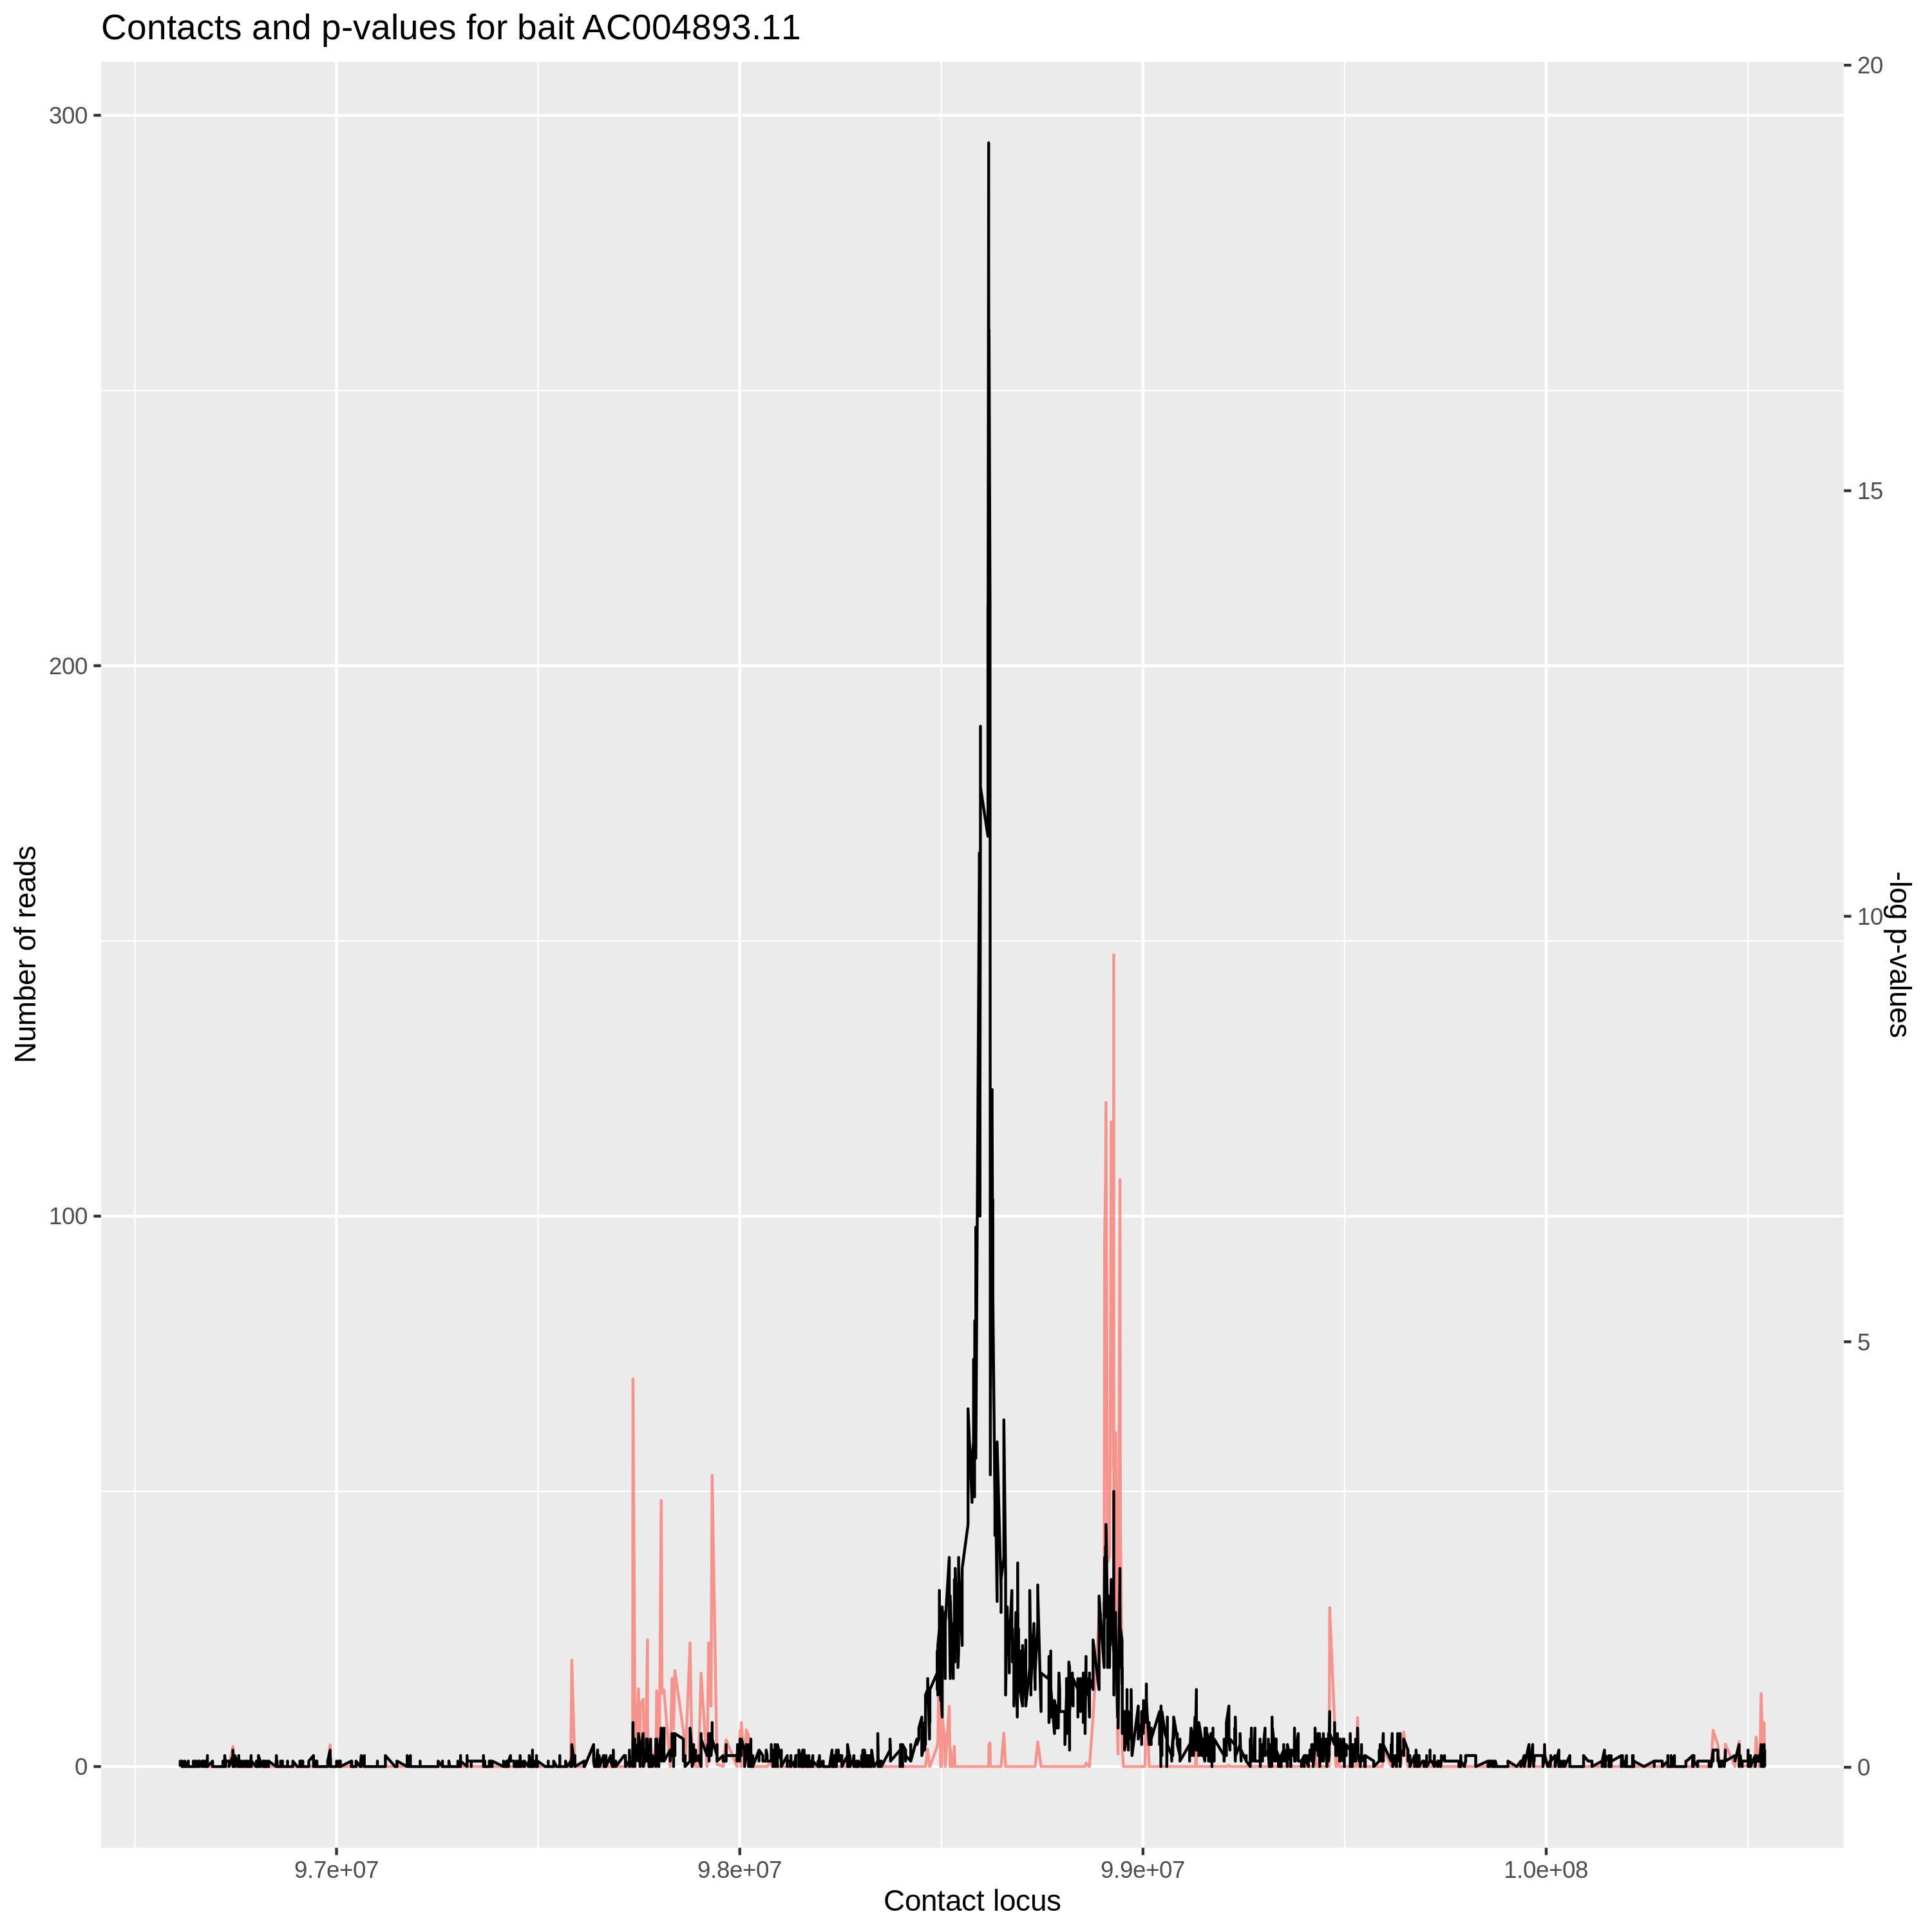 Contacts and p-values for bait AC004893.11
300
200
100
0
Number of reads
20
15
10
5
0
-log p-values
9.7e+07
9.8e+07
9.9e+07
1.0e+08
Contact locus